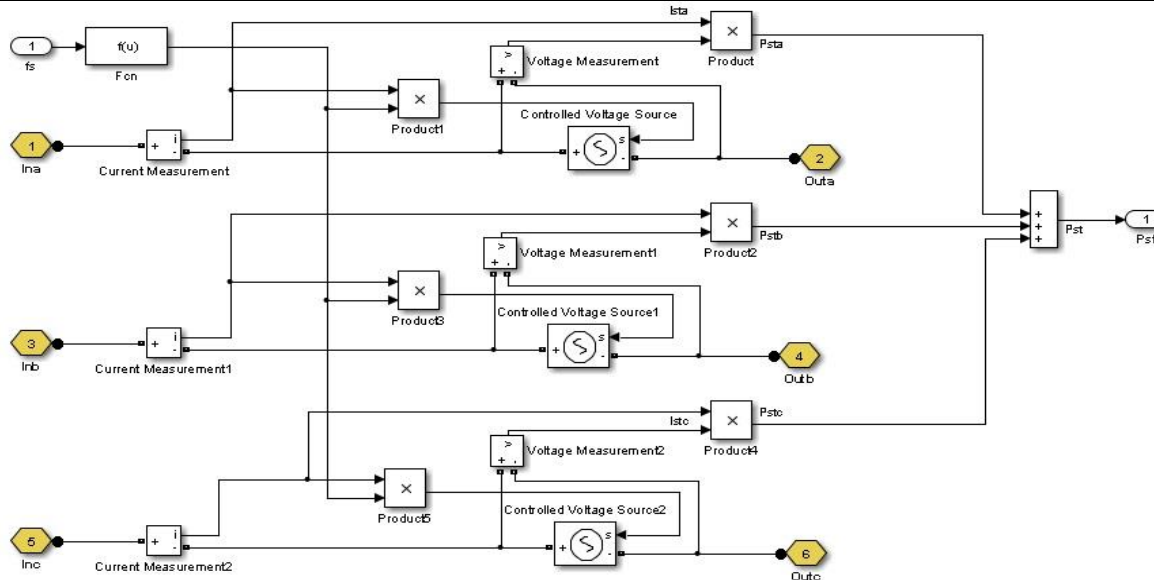 Ista
1
fs
f(u)
Fcn
Voltage Measurement
Product
Psta
Product1
Controlled Voltage Source
s
1
Ina
+ i -
Current Measurement
2
Outa
Pstb
Product2
Voltage Measurement1
Pst
1
Pst
Product3
Controlled Voltage Source1
s
3
Inb
+ i -
Current Measurement1
4
Outb
Istc
Pstc
Product4
Voltage Measurement2
Product5
Controlled Voltage Source2
s
5
Inc
+ i -
Current Measurement2
6
Outc